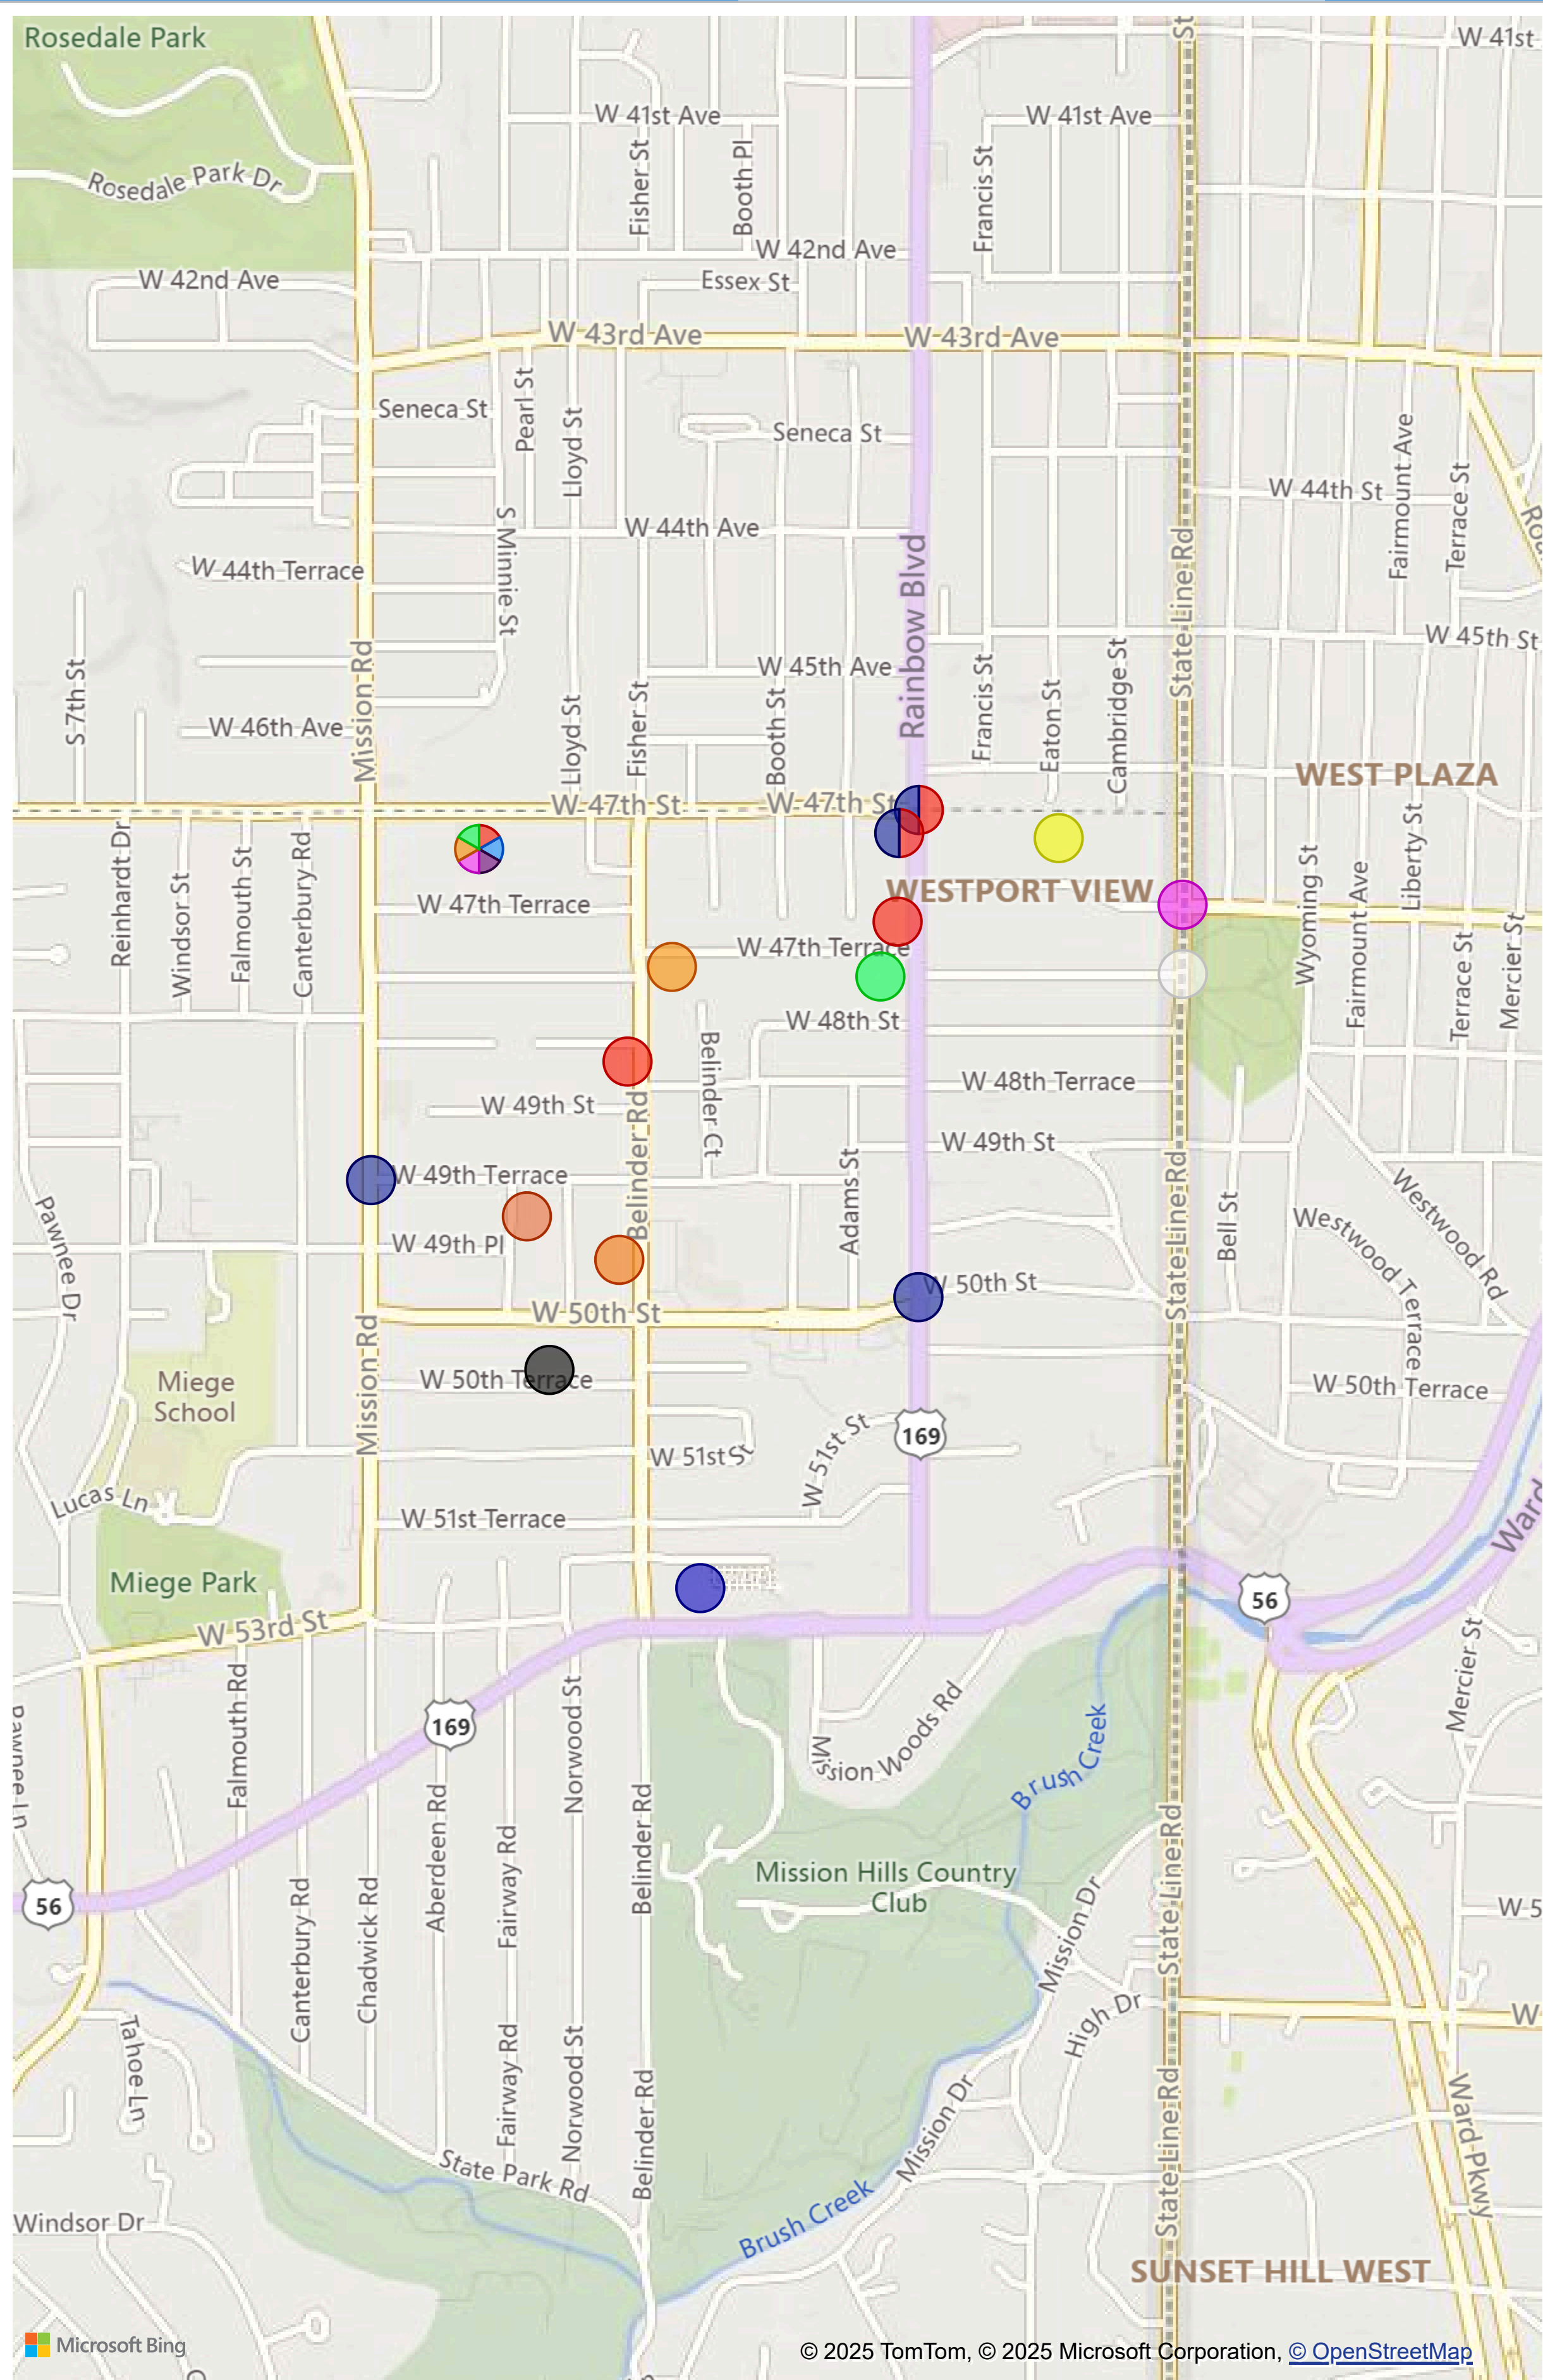 Rosedale Park
St
W 41st
W 41st Ave
W 41st Ave
Fisher St
Booth Pl
Francis St
Rosedale Park Dr
W 42nd Ave
W 42nd Ave
Essex St
W 43rd Ave
W 43rd Ave
Seneca St
Pearl St
Lloyd St
Seneca St
Fairmount Ave
Terrace St
W 44th St
S Minnie St
W 44th Ave
Rainbow Blvd
State Line Rd
W 44th Terrace
W 45th St
Mission Rd
S 7th St
W 45th Ave
Francis St
Eaton St
Cambridge St
Lloyd St
Fisher St
Booth St
W 46th Ave
WEST PLAZA
W 47th St
W 47th St
Reinhardt Dr
Windsor St
Falmouth St
Canterbury Rd
WESTPORT VIEW
Wyoming St
Fairmount Ave
Liberty St
Terrace St
Mercier St
W 47th Terrace
W 47th Terrace
W 48th St
Belinder Ct
W 48th Terrace
W 49th St
Belinder Rd
W 49th St
Adams St
State Line Rd
W 49th Terrace
Bell St
Westwood Rd
Westwood Terrace
Pawnee Dr
W 49th Pl
W 50th St
W 50th St
Mission Rd
Miege
School
W 50th Terrace
W 50th Terrace
169
W 51st St
W 51st St
Lucas Ln
W 51st Terrace
Ward
Miege Park
56
W 53rd St
Mercier St
Falmouth Rd
Norwood St
169
Mission Woods Rd
Brush Creek
Pawnee Ln
Aberdeen Rd
Fairway Rd
Belinder Rd
State Line Rd
Mission Hills Country
Club
56
Canterbury Rd
Chadwick Rd
Mission Dr
W 5
High Dr
W
Tahoe Ln
Fairway Rd
Norwood St
Belinder Rd
Mission Dr
State Line Rd
Ward Pkwy
State Park Rd
Brush Creek
Windsor Dr
SUNSET HILL WEST
Microsoft Bing
© 2025 TomTom, © 2025 Microsoft Corporation, © OpenStreetMap